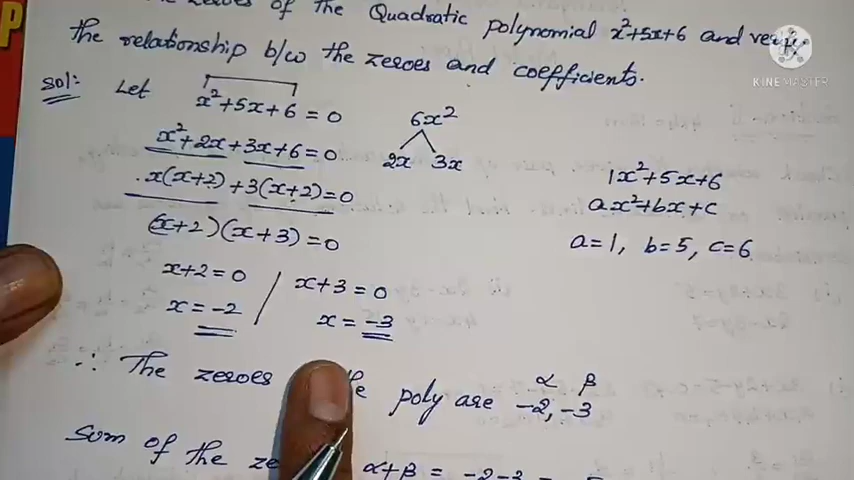 zeroes of the Quadratic polynomial x²+5x+6 and verify
the relationship b/w the zeroes and coefficients.
KINEMASTER
Sol: Let x²+5x+6 = 0
6x²
x²+2x+3x+6 = 0
2x 3x
x(x+2)+3(x+2)=0
1x²+5x+6
ax²+bx+c
(x+2)(x+3)=0
a=1, b=5, c=6
x+2=0 / x+3=0
x=-2 x=-3
∴ The zeroes the poly are -2, -3
α β
Sum of the α+β = -2-3 =